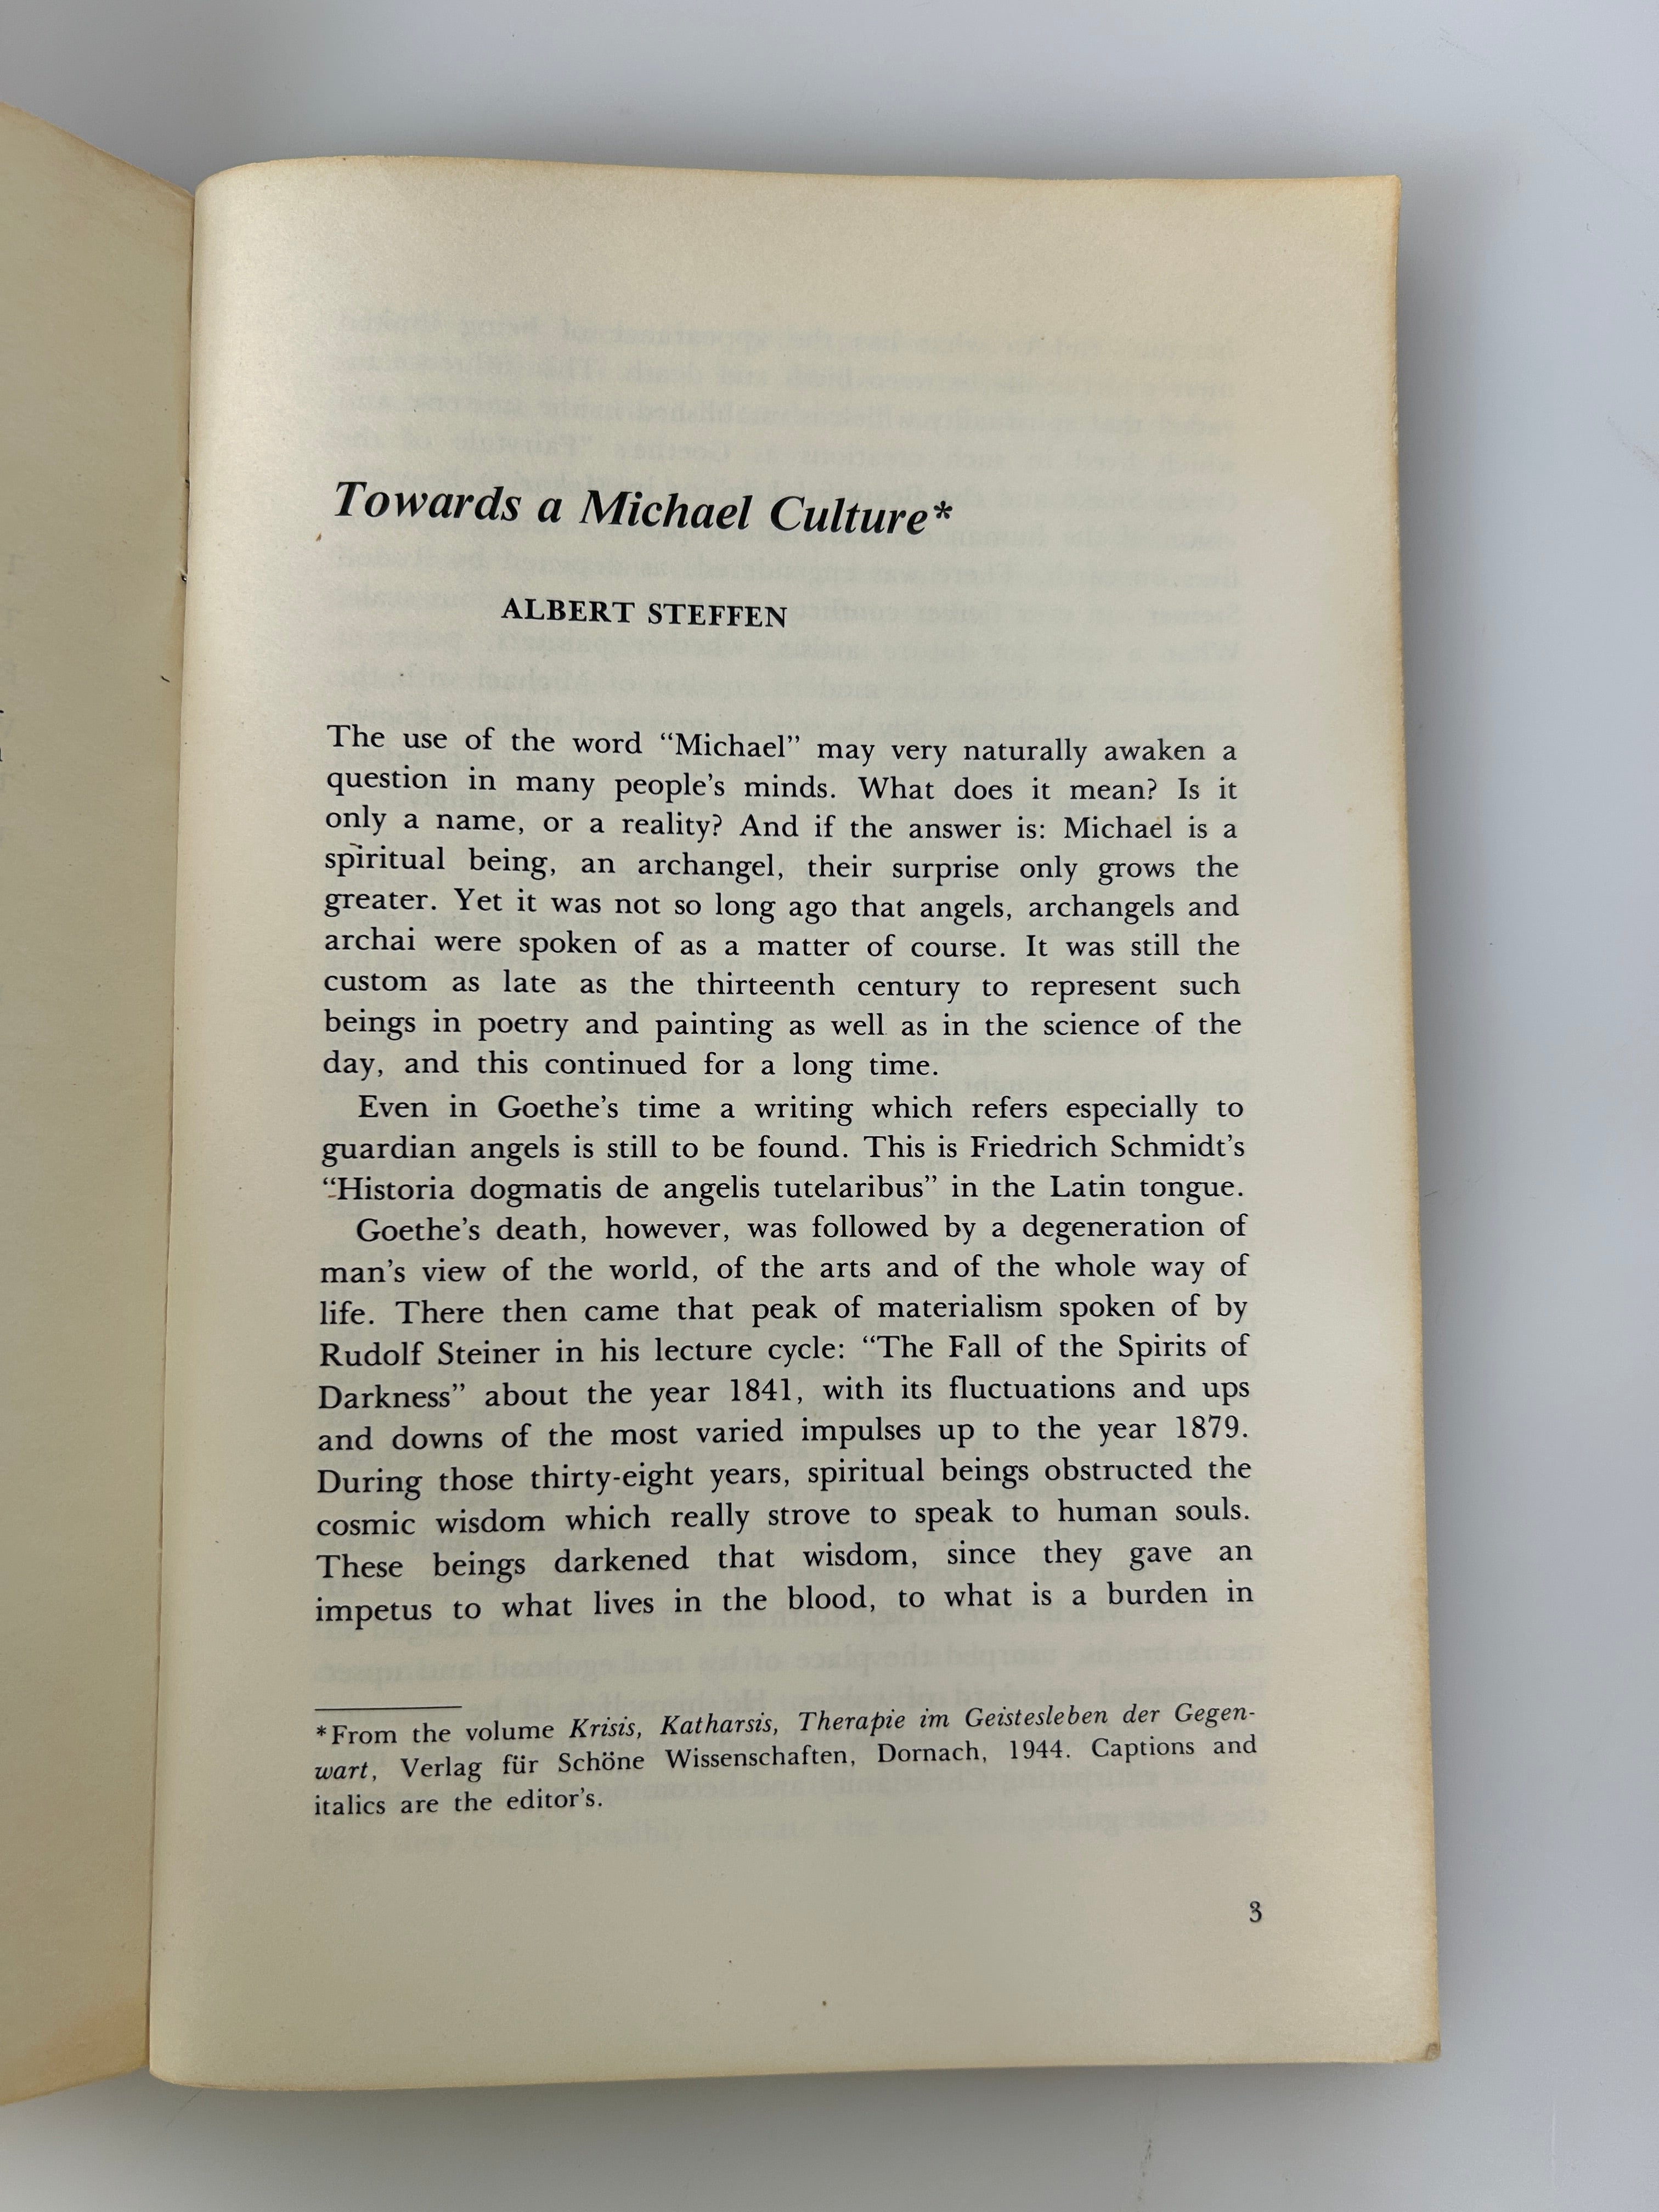 Towards a Michael Culture*
ALBERT STEFFEN
The use of the word “Michael” may very naturally awaken a
question in many people’s minds. What does it mean? Is it
only a name, or a reality? And if the answer is: Michael is a
spiritual being, an archangel, their surprise only grows the
greater. Yet it was not so long ago that angels, archangels and
archai were spoken of as a matter of course. It was still the
custom as late as the thirteenth century to represent such
beings in poetry and painting as well as in the science of the
day, and this continued for a long time.
Even in Goethe’s time a writing which refers especially to
guardian angels is still to be found. This is Friedrich Schmidt’s
“Historia dogmatis de angelis tutelaribus” in the Latin tongue.
Goethe’s death, however, was followed by a degeneration of
man’s view of the world, of the arts and of the whole way of
life. There then came that peak of materialism spoken of by
Rudolf Steiner in his lecture cycle: “The Fall of the Spirits of
Darkness” about the year 1841, with its fluctuations and ups
and downs of the most varied impulses up to the year 1879.
During those thirty-eight years, spiritual beings obstructed the
cosmic wisdom which really strove to speak to human souls.
These beings darkened that wisdom, since they gave an
impetus to what lives in the blood, to what is a burden in
*From the volume Krisis, Katharsis, Therapie im Geistesleben der Gegen-
wart, Verlag für Schöne Wissenschaften, Dornach, 1944. Captions and
italics are the editor’s.
3